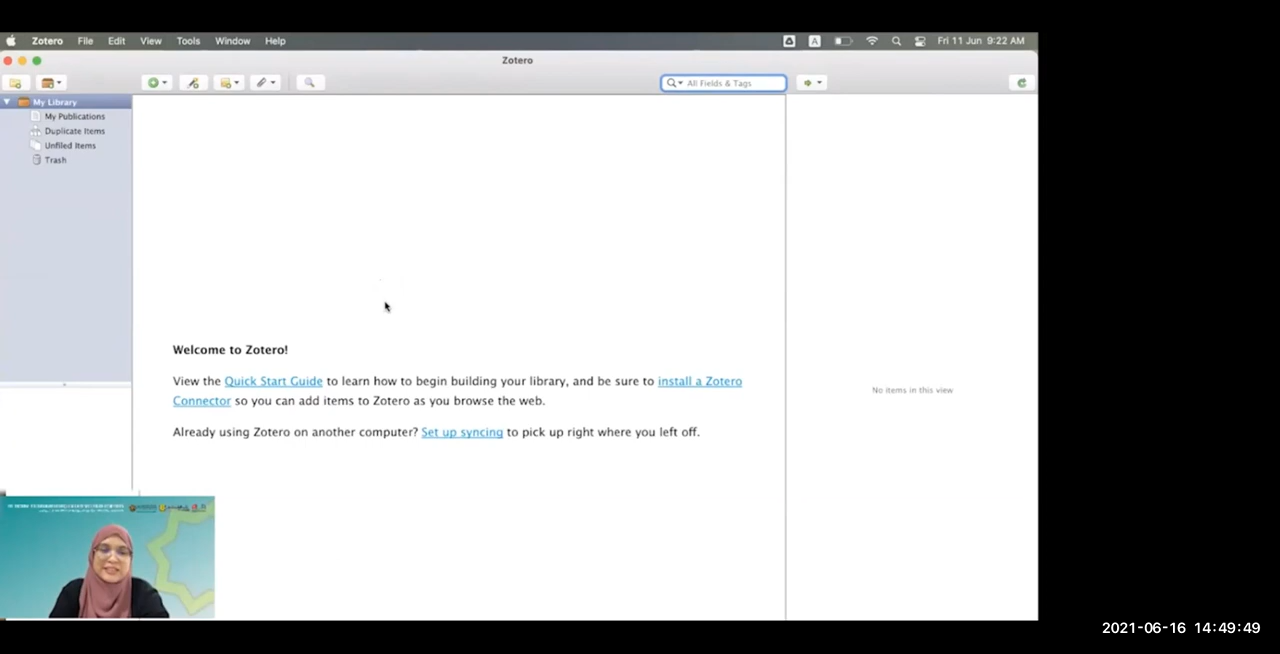 Zotero File Edit View Tools Window Help
A
Fri 11 Jun 9:22 AM
Zotero
All Fields & Tags
My Library
My Publications
Duplicate Items
Unfiled Items
Trash
Welcome to Zotero!
View the Quick Start Guide to learn how to begin building your library, and be sure to install a Zotero
Connector so you can add items to Zotero as you browse the web.
Already using Zotero on another computer? Set up syncing to pick up right where you left off.
No items in this view
2021-06-16 14:49:49